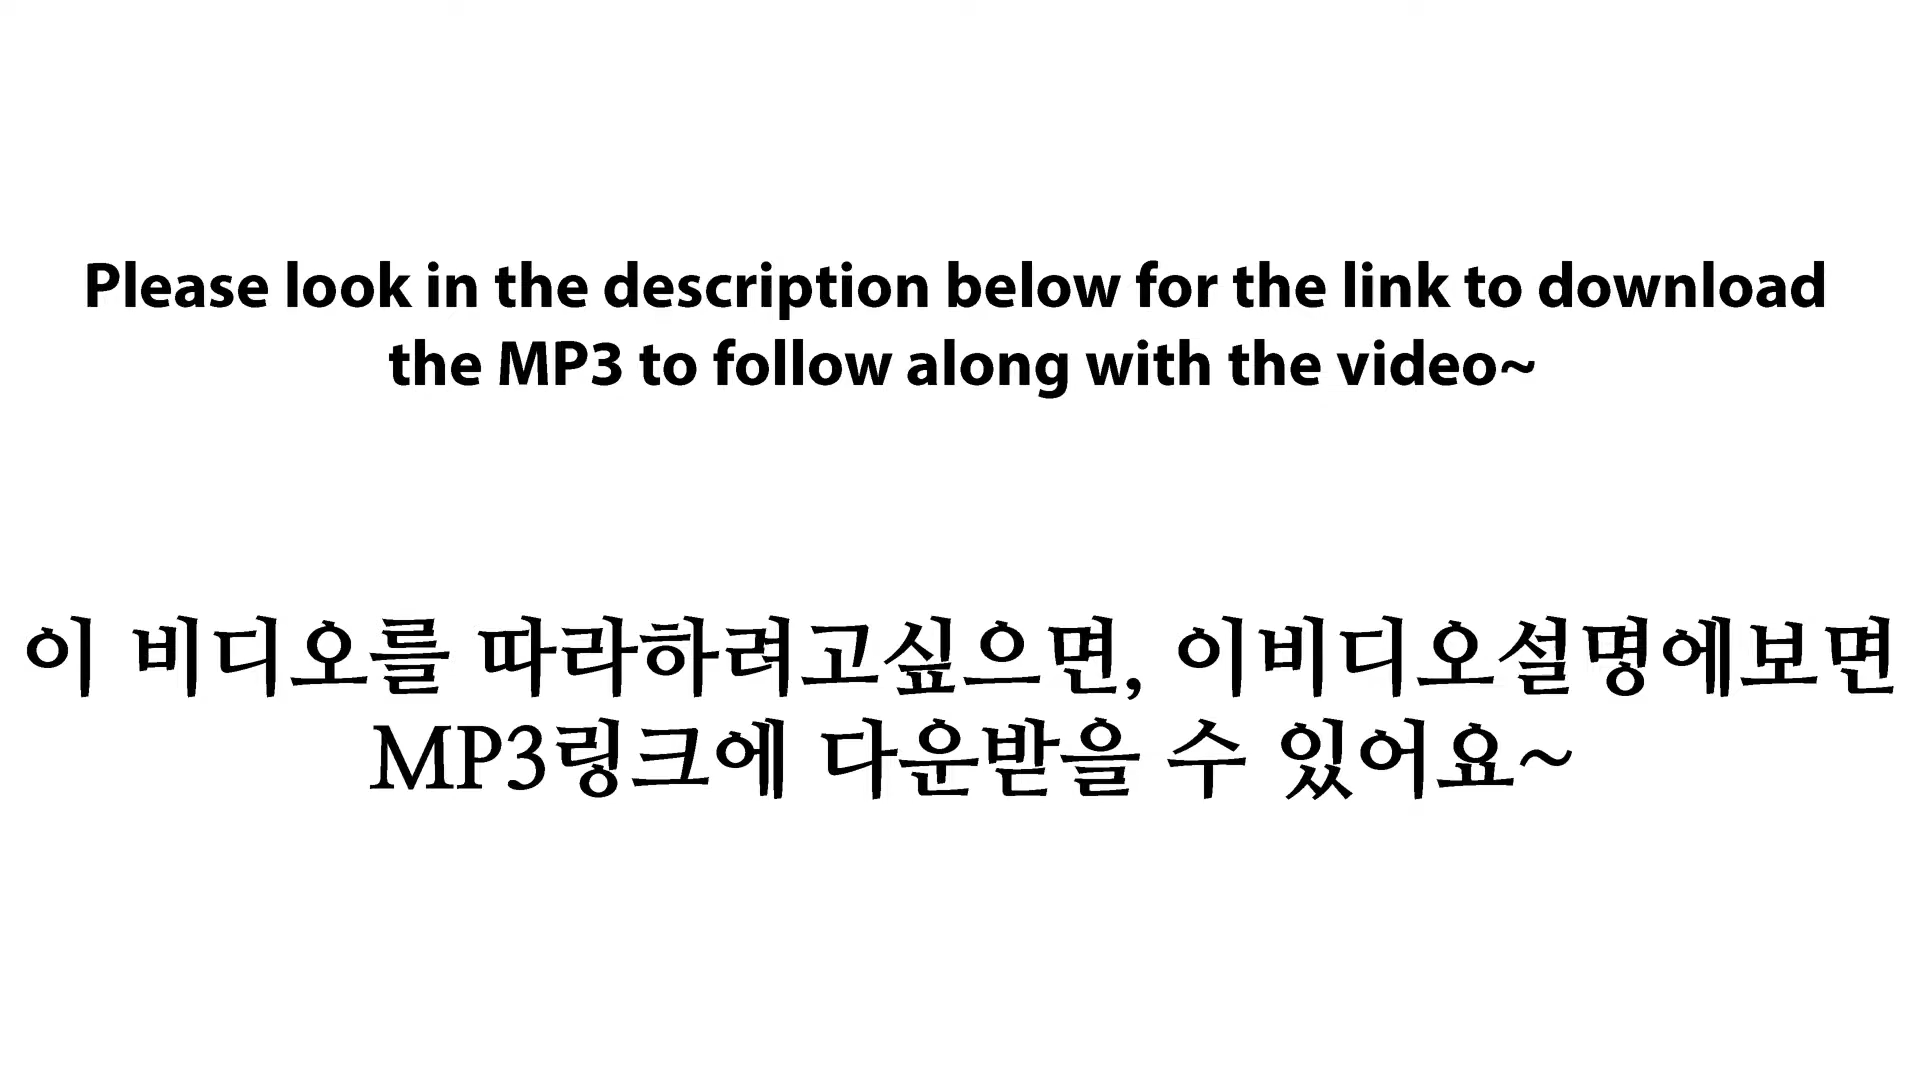 Please look in the description below for the link to download
the MP3 to follow along with the video~
이 비디오를 따라하려고싶으면, 이비디오설명에보면
MP3링크에 다운받을 수 있어요~